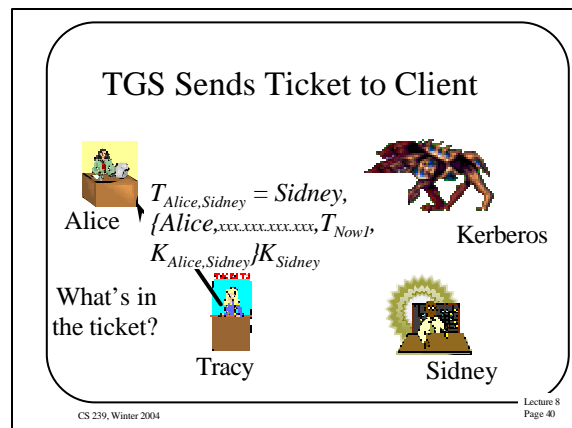 TGS Sends Ticket to Client
T_Alice,Sidney = Sidney,
{Alice,xxx.xxx.xxx.xxx,T_Now1,
K_Alice,Sidney}K_Sidney
Alice
Kerberos
What's in
the ticket?
TICKETS
Tracy
Sidney
CS 239, Winter 2004
Lecture 8
Page 40